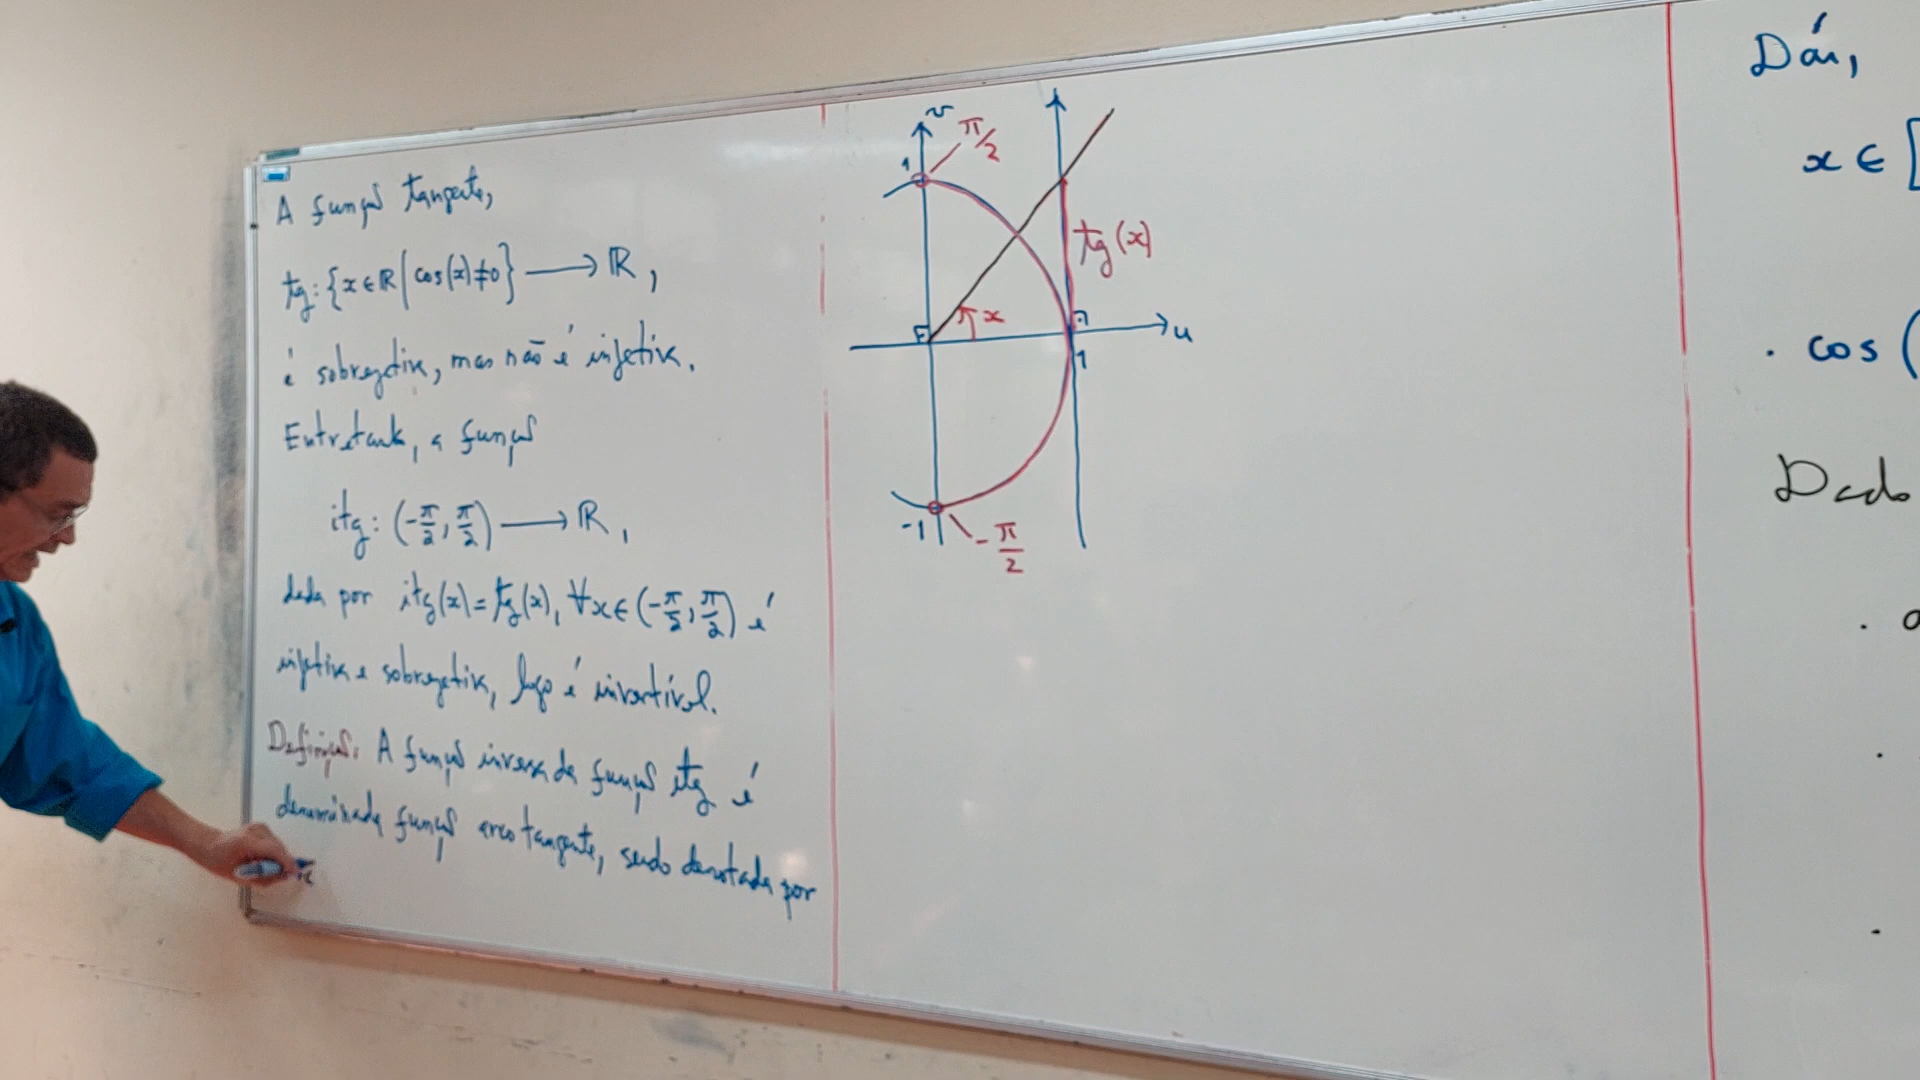 A função tangente,
tg: {x ∈ ℝ | cos(x) ≠ 0} ⟶ ℝ,
é sobrejetiva, mas não é injetiva.
Entretanto, a função
itg: (-π/2, π/2) ⟶ ℝ,
dada por itg(x) = tg(x), ∀x ∈ (-π/2, π/2) é
injetiva e sobrejetiva, logo é invertível.
Definição. A função inversa da função itg é
denominada função arco tangente, sendo denotada por
v
π/2
1
tg(x)
x
u
1
-1
-π/2
Daí,
x ∈ [
. cos (
Dado